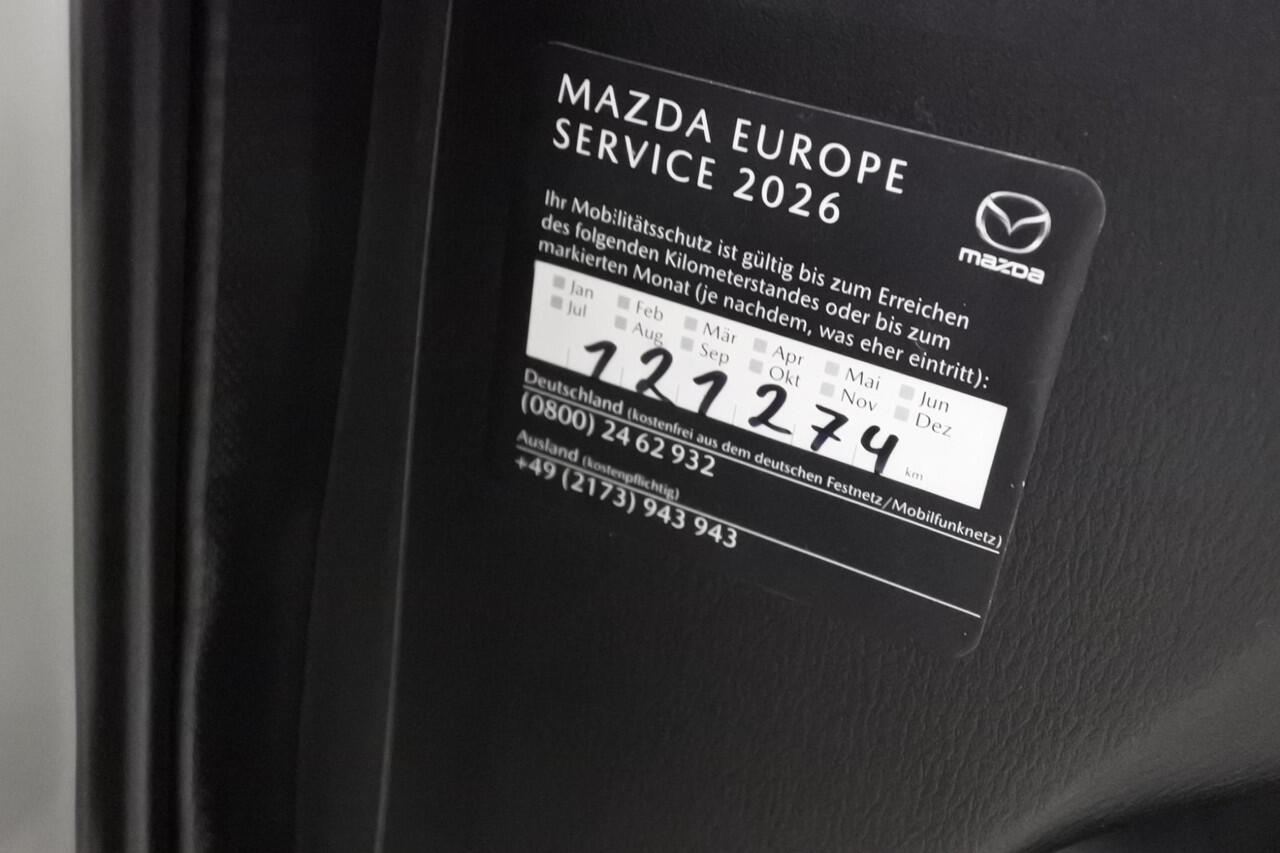 MAZDA EUROPE
SERVICE 2026
mazda
Ihr Mobilitätsschutz ist gültig bis zum Erreichen
des folgenden Kilometerstandes oder bis zum
markierten Monat (je nachdem, was eher eintritt):
Jan Feb Mär Apr Mai Jun
Jul Aug Sep Okt Nov Dez
121274 km
Deutschland (kostenfrei aus dem deutschen Festnetz/Mobilfunknetz)
(0800) 24 62 932
Ausland (kostenpflichtig)
+49 (2173) 943 943